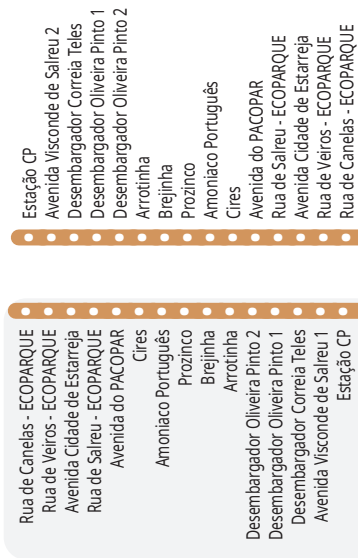 Estação CP
Avenida Visconde de Salreu 2
Desembargador Correia Teles
Desembargador Oliveira Pinto 1
Desembargador Oliveira Pinto 2
Arrotinha
Brejinha
Prozinco
Amoniaco Português
Cires
Avenida do PACOPAR
Rua de Salreu - ECOPARQUE
Avenida Cidade de Estarreja
Rua de Veiros - ECOPARQUE
Rua de Canelas - ECOPARQUE
Rua de Canelas - ECOPARQUE
Rua de Veiros - ECOPARQUE
Avenida Cidade de Estarreja
Rua de Salreu - ECOPARQUE
Avenida do PACOPAR
Cires
Amoniaco Português
Prozinco
Brejinha
Arrotinha
Desembargador Oliveira Pinto 2
Desembargador Oliveira Pinto 1
Desembargador Correia Teles
Avenida Visconde de Salreu 1
Estação CP